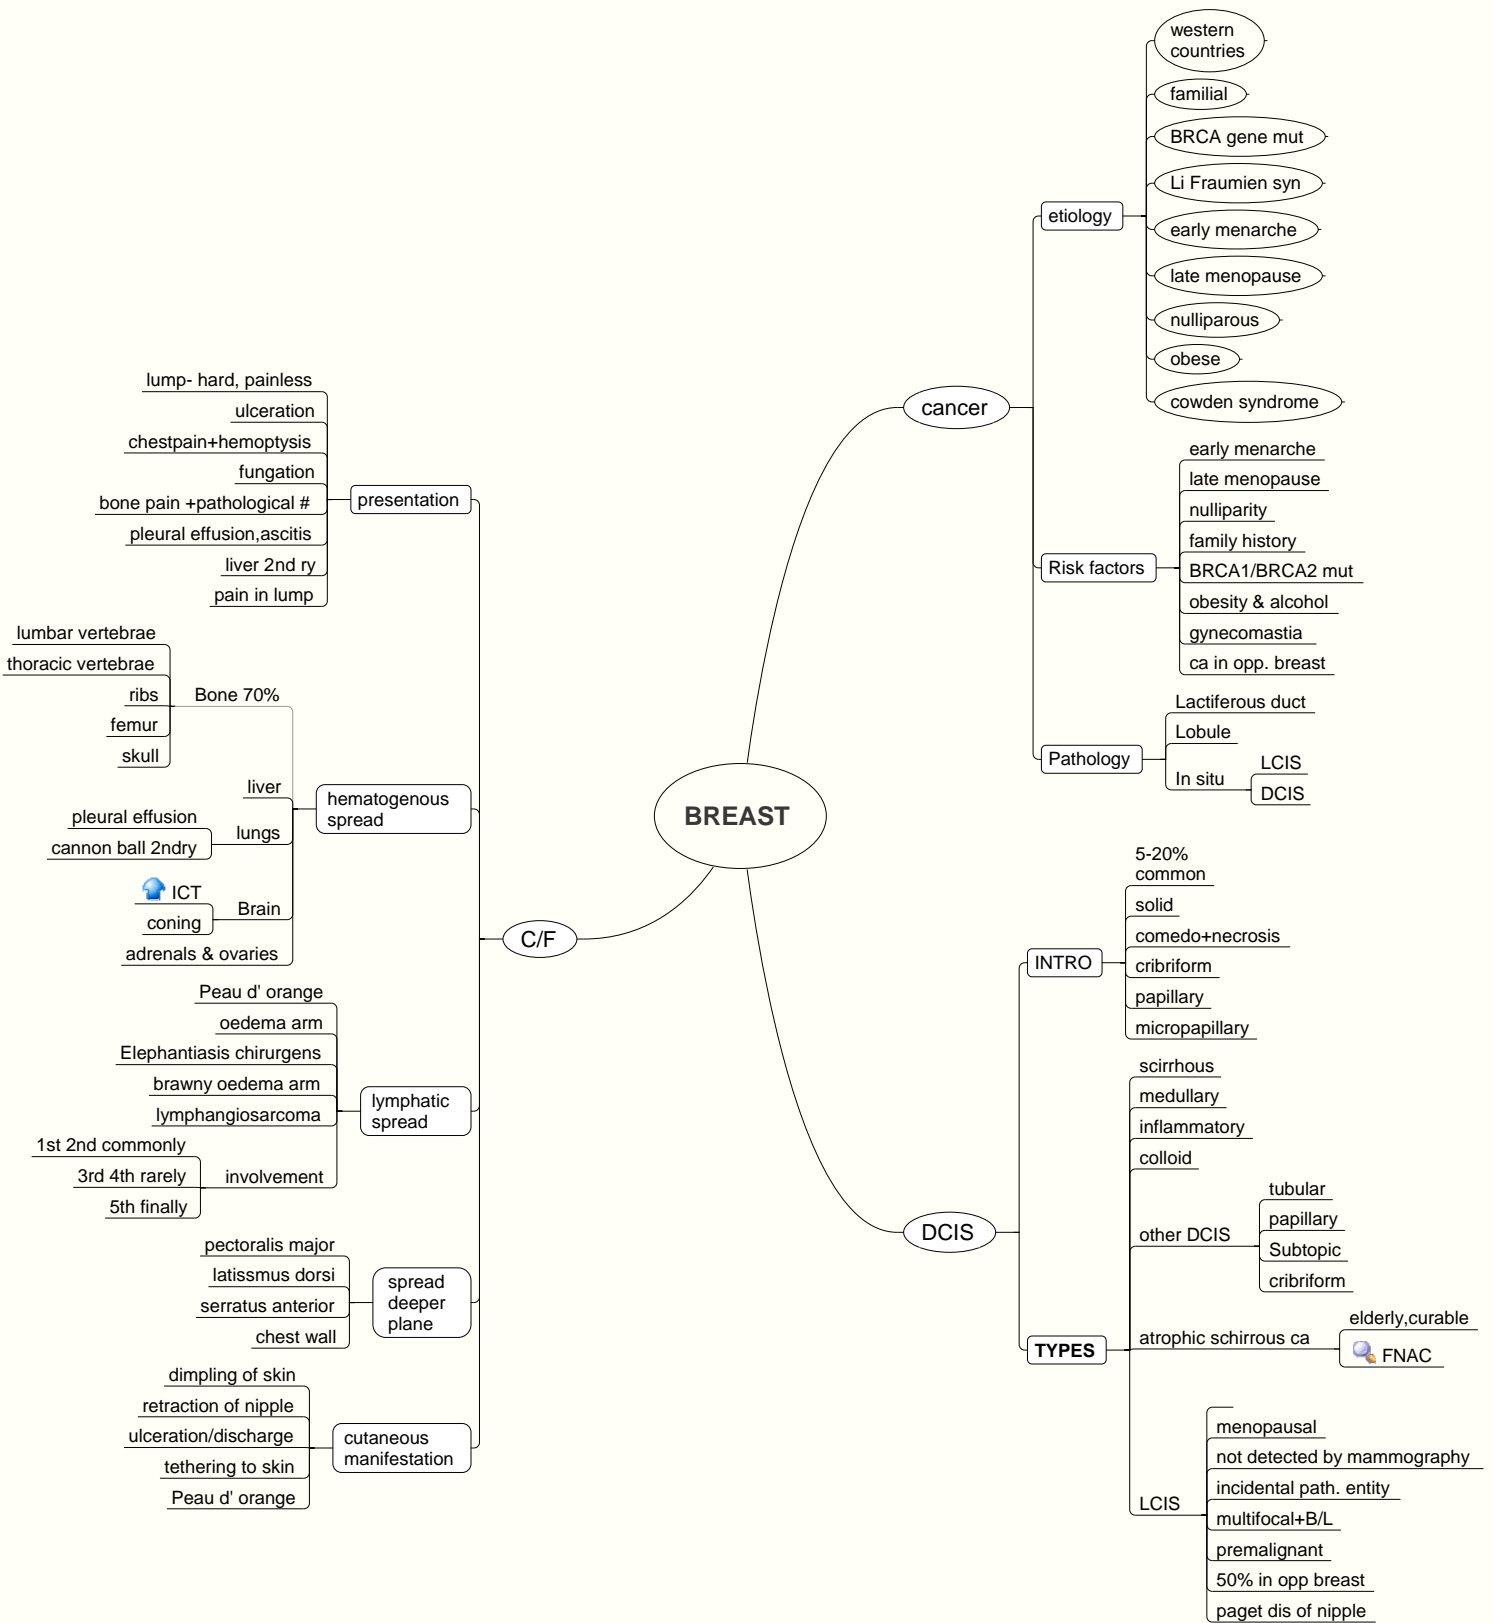 BREAST
cancer
etiology
western
countries
familial
BRCA gene mut
Li Fraumien syn
early menarche
late menopause
nulliparous
obese
cowden syndrome
Risk factors
early menarche
late menopause
nulliparity
family history
BRCA1/BRCA2 mut
obesity & alcohol
gynecomastia
ca in opp. breast
Pathology
Lactiferous duct
Lobule
In situ
LCIS
DCIS
DCIS
INTRO
5-20%
common
solid
comedo+necrosis
cribriform
papillary
micropapillary
TYPES
scirrhous
medullary
inflammatory
colloid
other DCIS
tubular
papillary
Subtopic
cribriform
atrophic schirrous ca
elderly,curable
FNAC
LCIS
menopausal
not detected by mammography
incidental path. entity
multifocal+B/L
premalignant
50% in opp breast
paget dis of nipple
C/F
presentation
lump- hard, painless
ulceration
chestpain+hemoptysis
fungation
bone pain +pathological #
pleural effusion,ascitis
liver 2nd ry
pain in lump
hematogenous
spread
Bone 70%
lumbar vertebrae
thoracic vertebrae
ribs
femur
skull
liver
lungs
pleural effusion
cannon ball 2ndry
Brain
ICT
coning
adrenals & ovaries
lymphatic
spread
Peau d' orange
oedema arm
Elephantiasis chirurgens
brawny oedema arm
lymphangiosarcoma
involvement
1st 2nd commonly
3rd 4th rarely
5th finally
spread
deeper
plane
pectoralis major
latissmus dorsi
serratus anterior
chest wall
cutaneous
manifestation
dimpling of skin
retraction of nipple
ulceration/discharge
tethering to skin
Peau d' orange